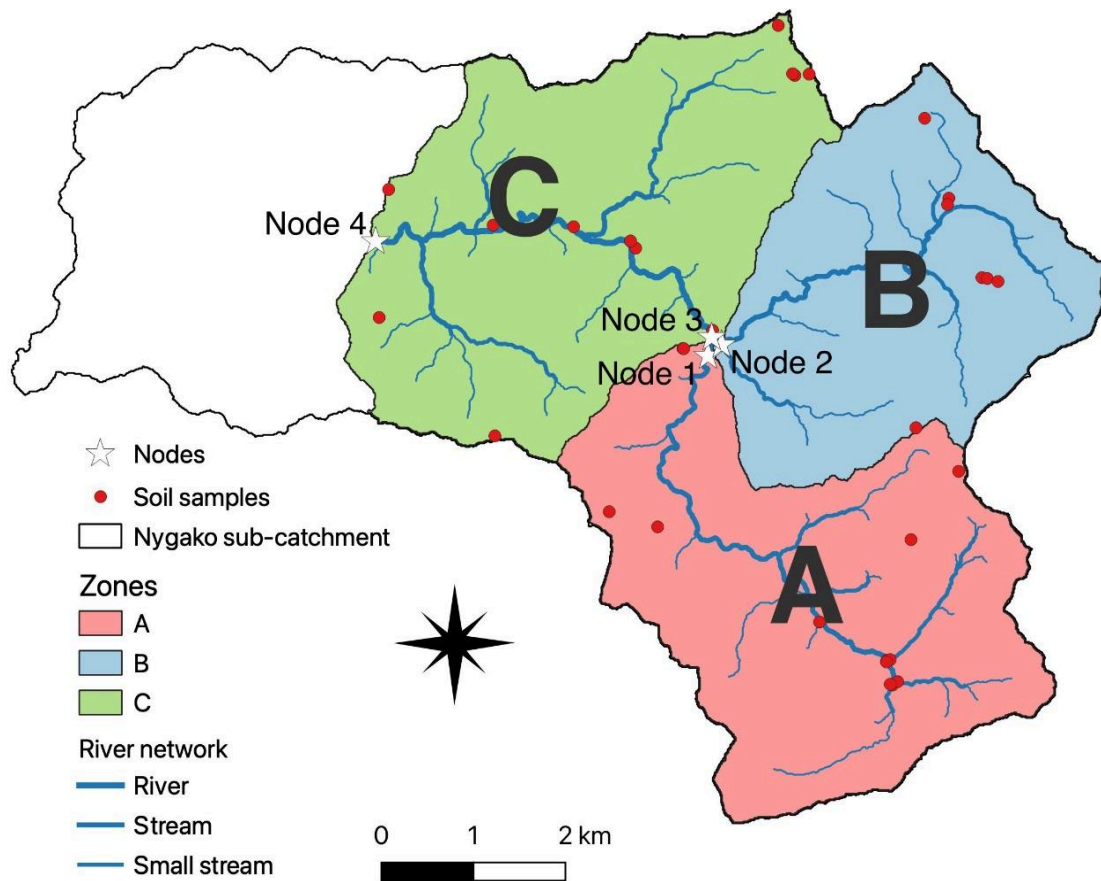 C
Node 4
B
Node 3
Node 2
Node 1
A
Nodes
Soil samples
Nygako sub-catchment
Zones
A
B
C
River network
River
Stream
Small stream
0 1 2 km